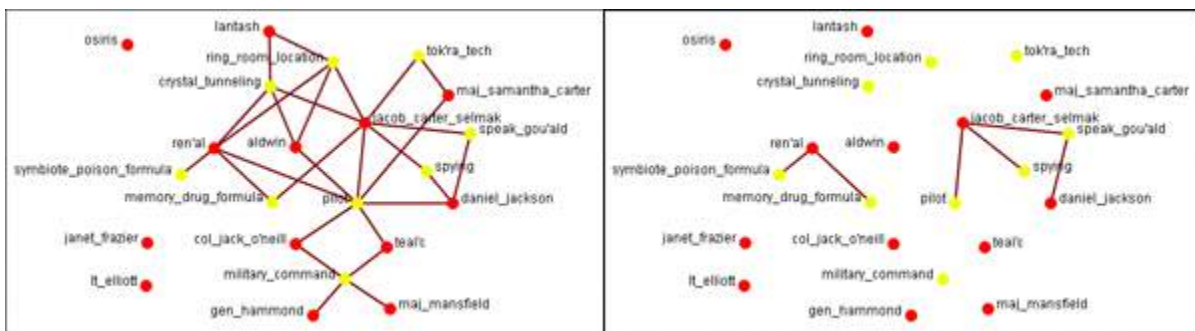 lantash
osiris
ring_room_location
tok'ra_tech
crystal_tunneling
maj_samantha_carter
jacob_carter_selmak
speak_gou'ald
ren'al
aldwin
symbiote_poison_formula
spying
memory_drug_formula
pilot
daniel_jackson
janet_frazier
col_jack_o'neill
teal'c
military_command
lt_elliott
gen_hammond
maj_mansfield
lantash
osiris
ring_room_location
tok'ra_tech
crystal_tunneling
maj_samantha_carter
jacob_carter_selmak
speak_gou'ald
ren'al
aldwin
symbiote_poison_formula
spying
memory_drug_formula
pilot
daniel_jackson
janet_frazier
col_jack_o'neill
teal'c
military_command
lt_elliott
gen_hammond
maj_mansfield